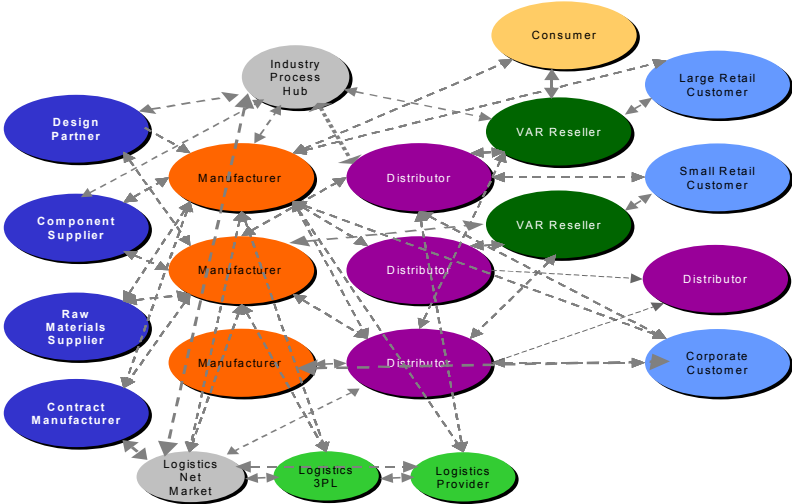 Consumer
Industry
Process
Hub
Large Retail
Customer
Design
Partner
VAR Reseller
Manufacturer
Distributor
Small Retail
Customer
Component
Supplier
VAR Reseller
Manufacturer
Distributor
Distributor
Raw
Materials
Supplier
Manufacturer
Distributor
Corporate
Customer
Contract
Manufacturer
Logistics
Net
Market
Logistics
3PL
Logistics
Provider